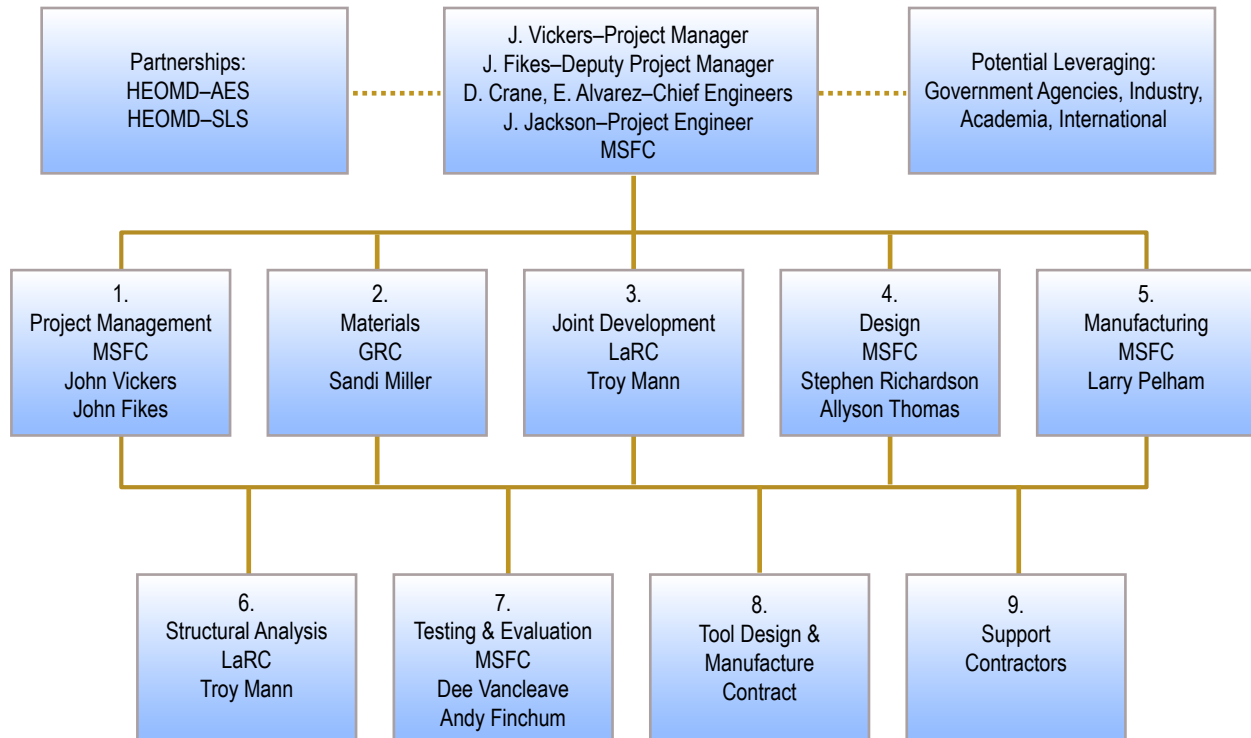 Partnerships:
HEOMD–AES
HEOMD–SLS
J. Vickers–Project Manager
J. Fikes–Deputy Project Manager
D. Crane, E. Alvarez–Chief Engineers
J. Jackson–Project Engineer
MSFC
Potential Leveraging:
Government Agencies, Industry,
Academia, International
1.
Project Management
MSFC
John Vickers
John Fikes
2.
Materials
GRC
Sandi Miller
3.
Joint Development
LaRC
Troy Mann
4.
Design
MSFC
Stephen Richardson
Allyson Thomas
5.
Manufacturing
MSFC
Larry Pelham
6.
Structural Analysis
LaRC
Troy Mann
7.
Testing & Evaluation
MSFC
Dee Vancleave
Andy Finchum
8.
Tool Design &
Manufacture
Contract
9.
Support
Contractors